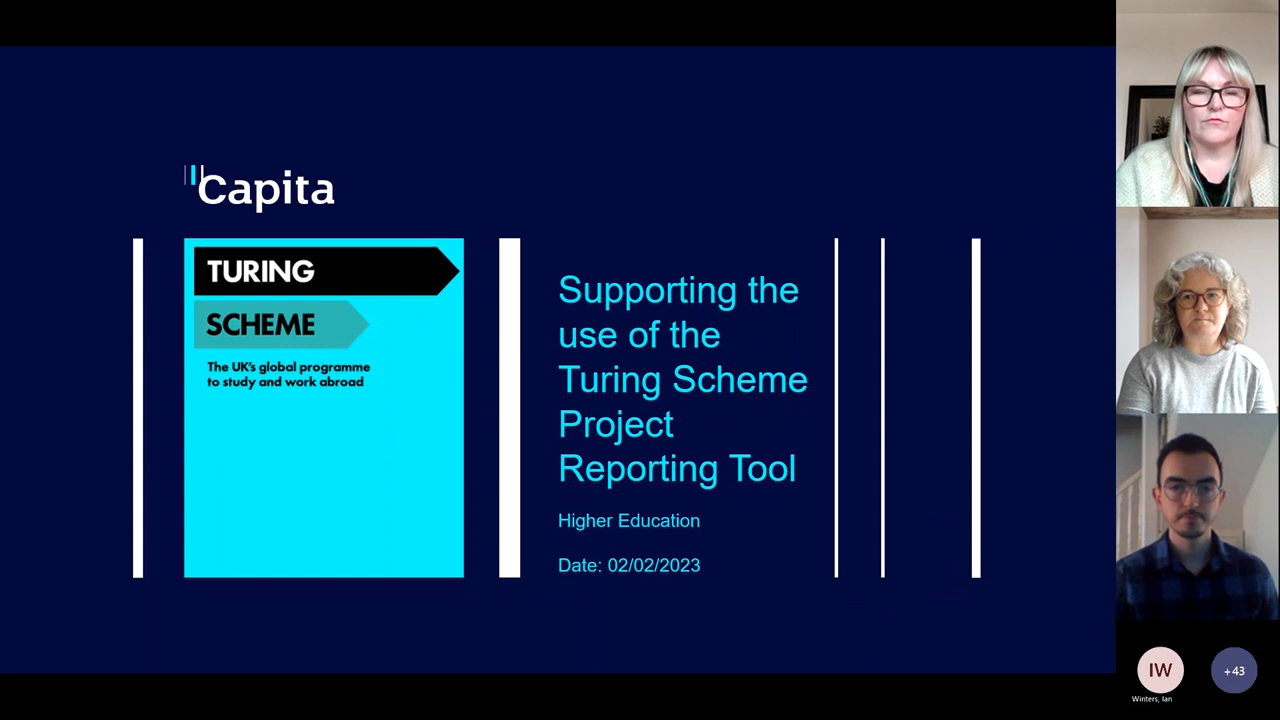 Capita
TURING
SCHEME
The UK's global programme
to study and work abroad
Supporting the
use of the
Turing Scheme
Project
Reporting Tool
Higher Education
Date: 02/02/2023
IW
Winters, Ian
+43